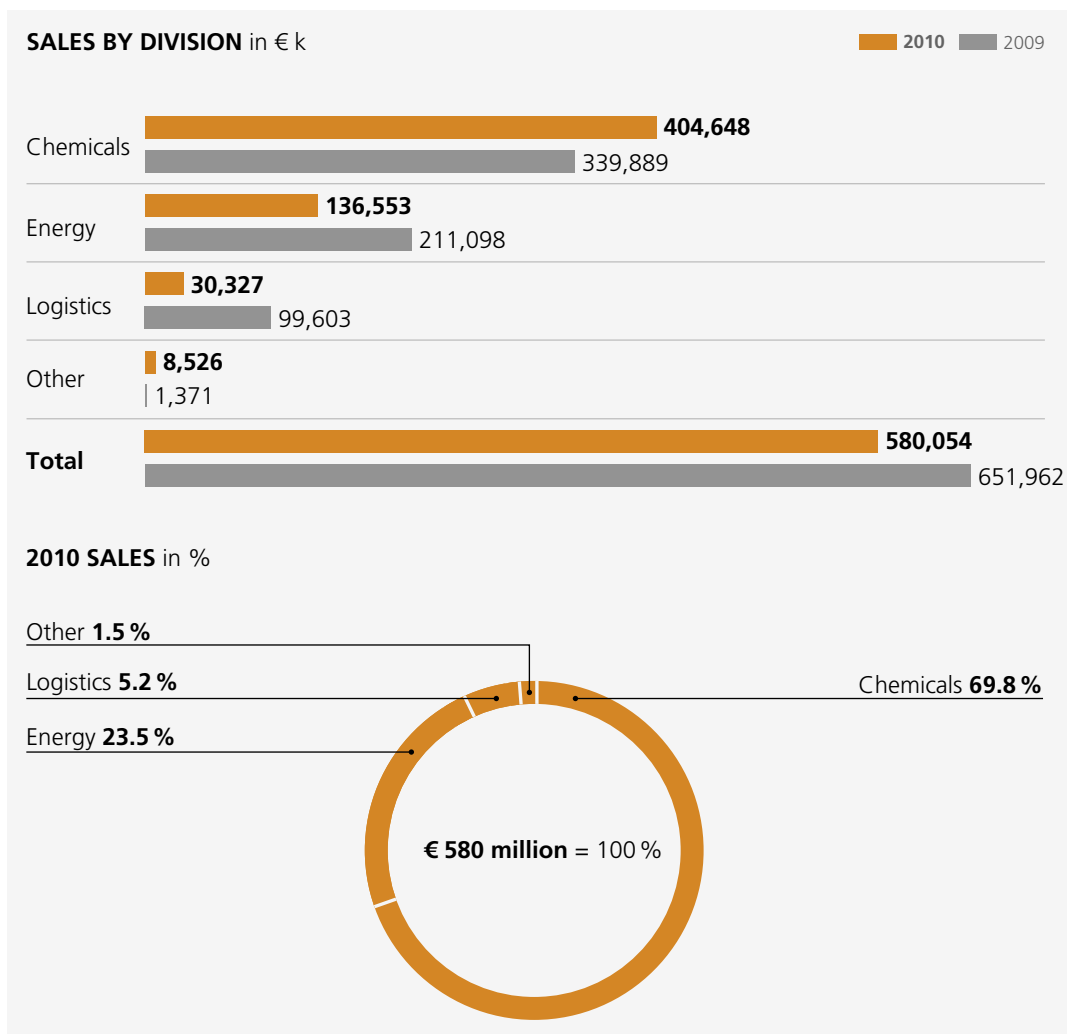 SALES BY DIVISION in € k
2010 2009
Chemicals
404,648
339,889
Energy
136,553
211,098
Logistics
30,327
99,603
Other
8,526
1,371
Total
580,054
651,962
2010 SALES in %
Other 1.5 %
Logistics 5.2 %
Chemicals 69.8 %
Energy 23.5 %
€ 580 million = 100 %